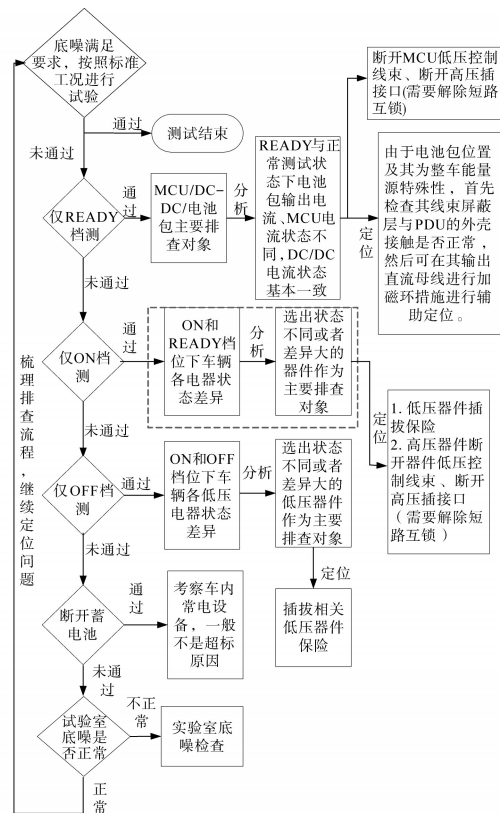 底噪满足
要求，按照标准
工况进行
试验
通过
测试结束
未通过
仅READY
档测
通
过
MCU/DC-
DC/电池
包主要排
查对象
分
析
READY与正
常测试状
态下电池
包输出电
流、MCU电
流状态不
同，DC/DC
电流状态
基本一致
定
位
断开MCU低压控制
线束、断开高压插
接口(需要解除短路
互锁)
由于电池包位置
及其为整车能量
源特殊性，首先
检查其线束屏蔽
层与PDU的外壳
接触是否正常，
然后可在其输出
直流母线进行加
磁环措施进行辅
助定位。
未通过
仅ON档
测
通
过
ON和
READY档
位下车辆
各电器状
态差异
分
析
选出状态
不同或者
差异大的
器件作为
主要排查
对象
定
位
1. 低压器件插
拔保险
2. 高压器件断
开器件低压控
制线束、断开
高压插接口
（需要解除短
路互锁）
未通过
仅OFF档
测
通过
ON和OFF
档位下车
辆各低压
电器状态
差异
分析
选出状态
不同或者
差异大的
低压器件
作为主要
排查对象
定位
插拔相关
低压器件
保险
未通过
断开蓄
电池
通
过
考察车内
常电设
备，一般
不是超标
原因
未通
过
试验室
底噪是
否正常
不正
常
实验室底
噪检查
正
常
梳理排查流程，继续定位问题